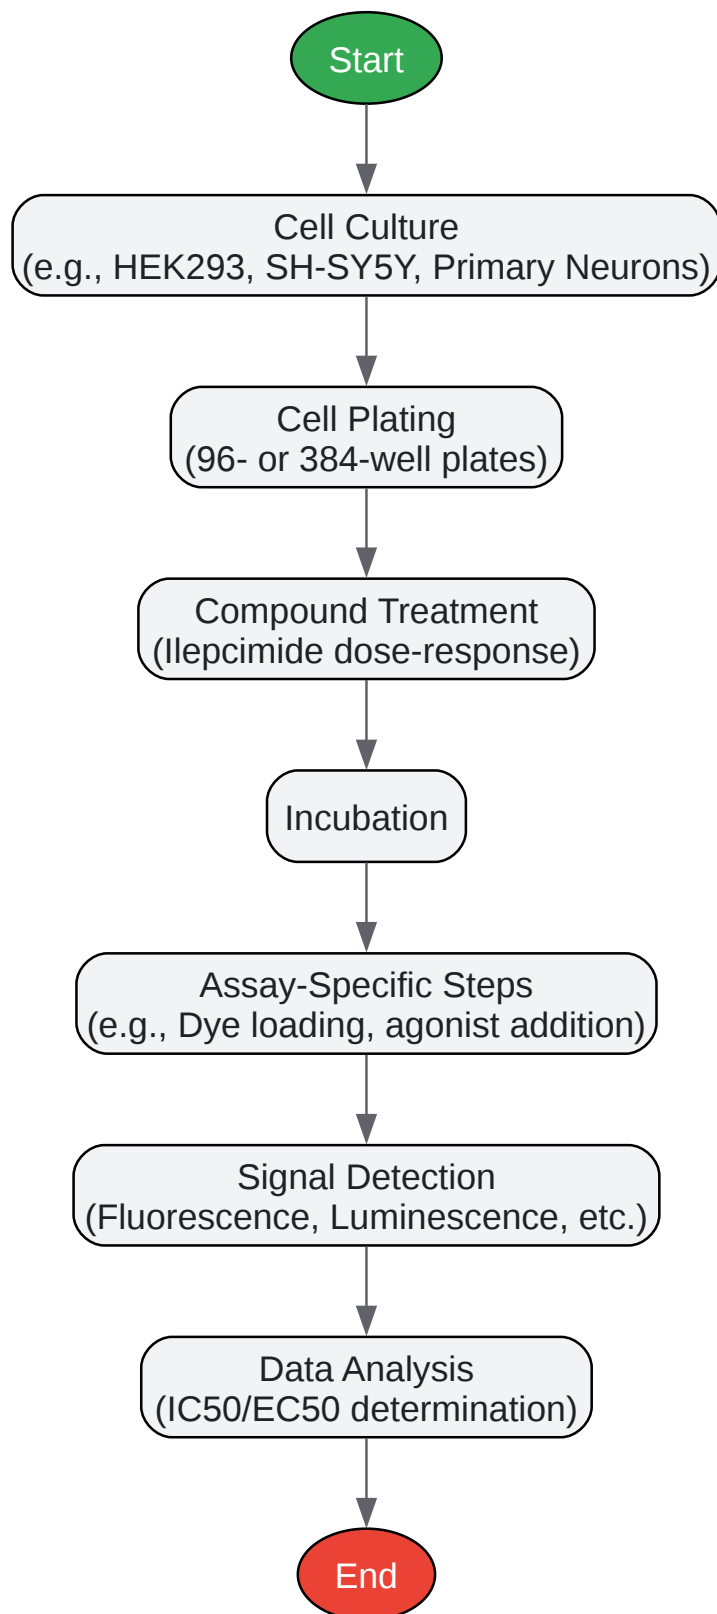 Start
Cell Culture
(e.g., HEK293, SH-SY5Y, Primary Neurons)
Cell Plating
(96- or 384-well plates)
Compound Treatment
(Ilepcimide dose-response)
Incubation
Assay-Specific Steps
(e.g., Dye loading, agonist addition)
Signal Detection
(Fluorescence, Luminescence, etc.)
Data Analysis
(IC50/EC50 determination)
End